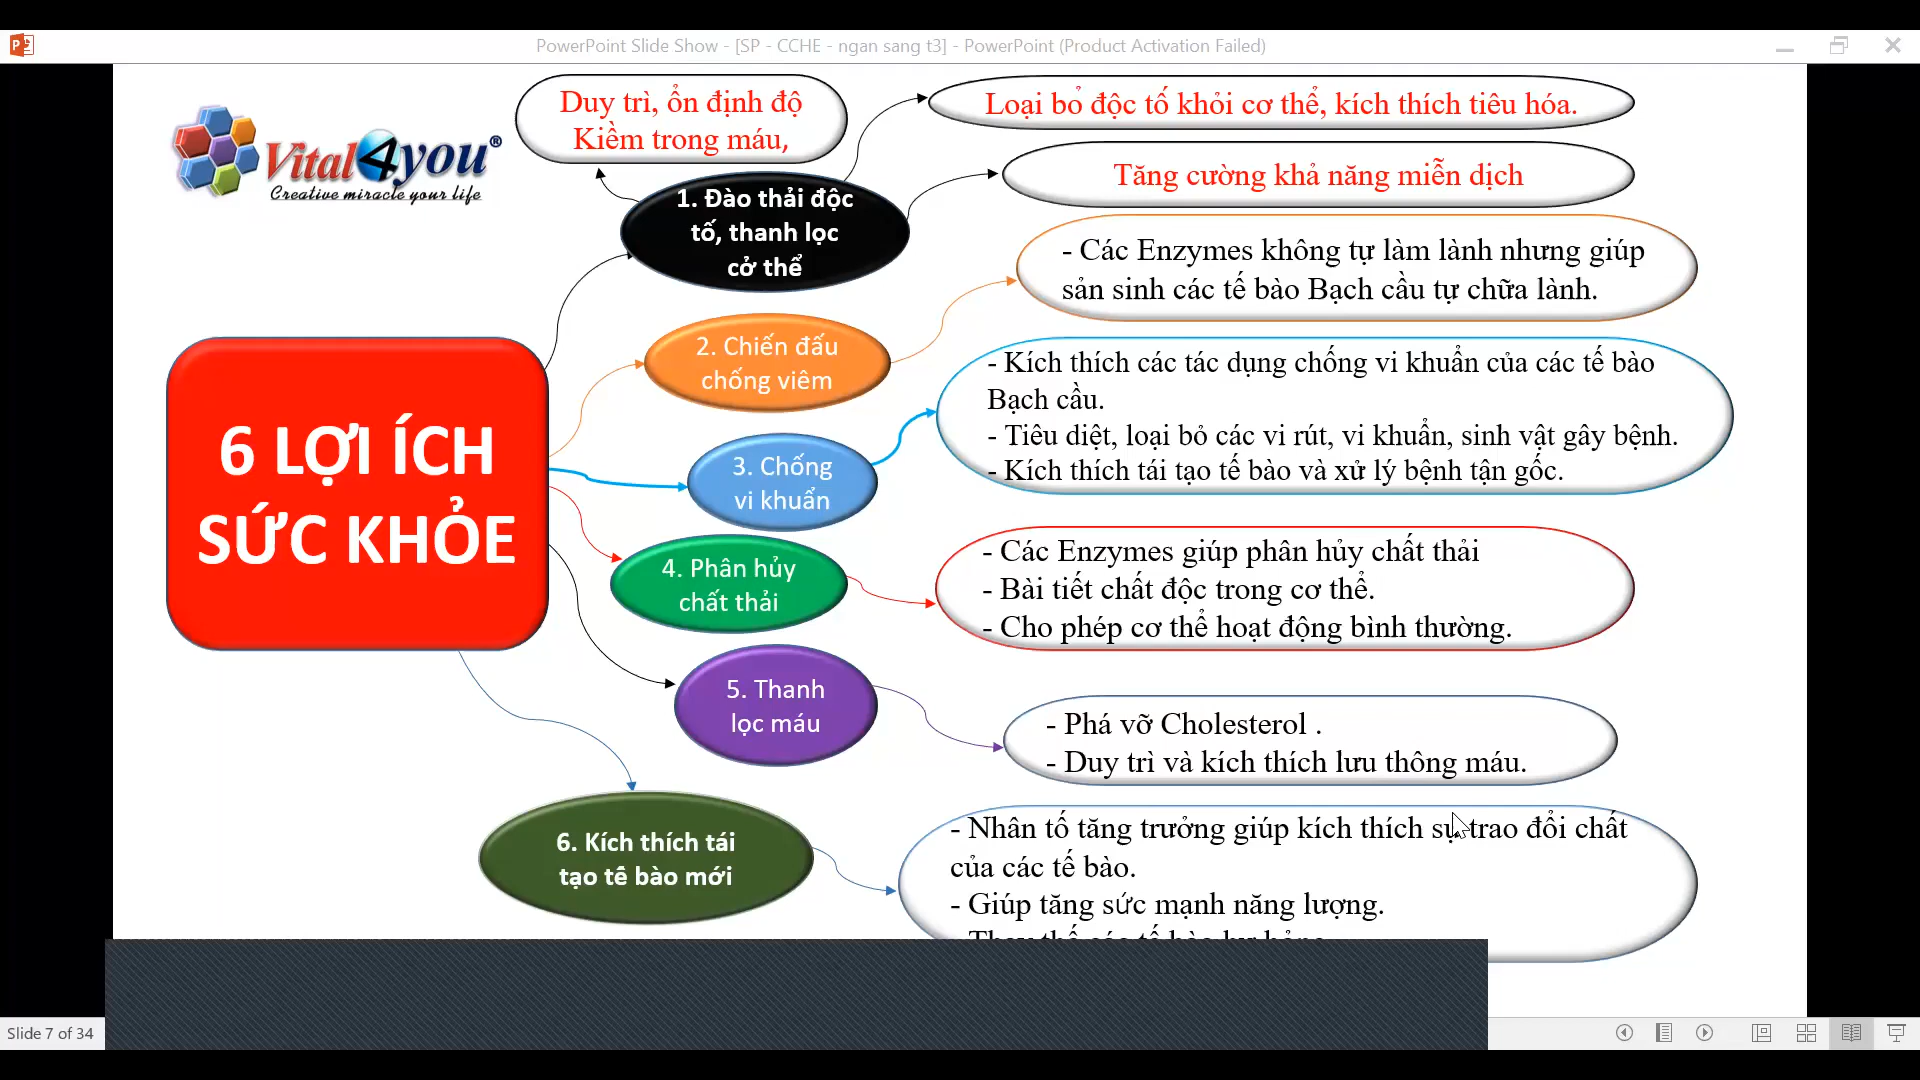 PowerPoint Slide Show - [SP - CCHE - ngan sang t3] - PowerPoint (Product Activation Failed)
Vital4you®
Creative miracle your life
Duy trì, ổn định độ
Kiềm trong máu,
Loại bỏ độc tố khỏi cơ thể, kích thích tiêu hóa.
Tăng cường khả năng miễn dịch
1. Đào thải độc
tố, thanh lọc
cở thể
- Các Enzymes không tự làm lành nhưng giúp
sản sinh các tế bào Bạch cầu tự chữa lành.
2. Chiến đấu
chống viêm
- Kích thích các tác dụng chống vi khuẩn của các tế bào
Bạch cầu.
- Tiêu diệt, loại bỏ các vi rút, vi khuẩn, sinh vật gây bệnh.
- Kích thích tái tạo tế bào và xử lý bệnh tận gốc.
6 LỢI ÍCH
SỨC KHỎE
3. Chống
vi khuẩn
4. Phân hủy
chất thải
- Các Enzymes giúp phân hủy chất thải
- Bài tiết chất độc trong cơ thể.
- Cho phép cơ thể hoạt động bình thường.
5. Thanh
lọc máu
- Phá vỡ Cholesterol .
- Duy trì và kích thích lưu thông máu.
6. Kích thích tái
tạo tế bào mới
- Nhân tố tăng trưởng giúp kích thích sự trao đổi chất
của các tế bào.
- Giúp tăng sức mạnh năng lượng.
Slide 7 of 34